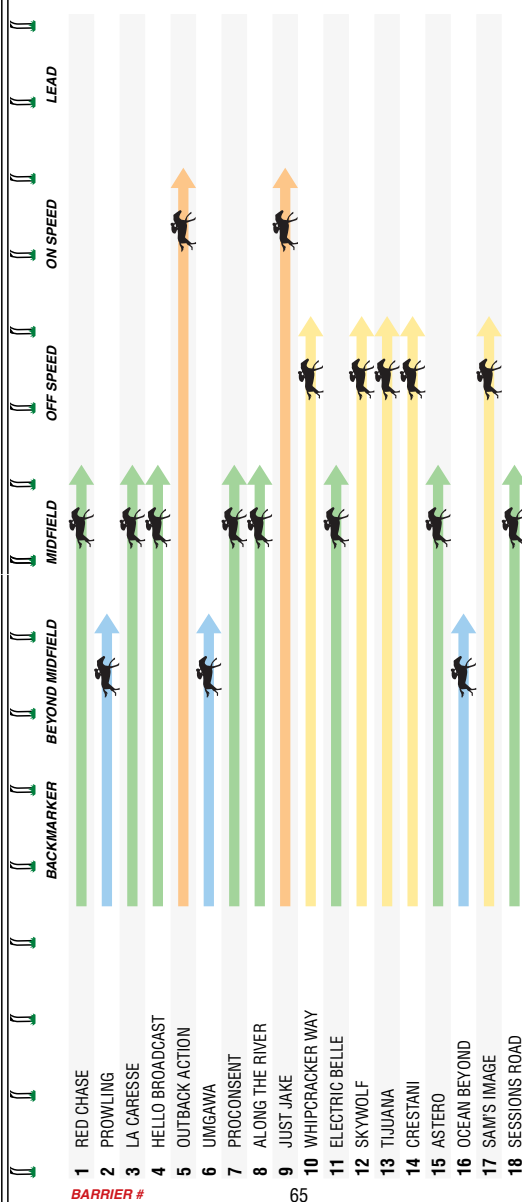 LEAD
ON SPEED
OFF SPEED
MIDFIELD
BEYOND MIDFIELD
BACKMARKER
1 RED CHASE
2 PROWLING
3 LA CARESSE
4 HELLO BROADCAST
5 OUTBACK ACTION
6 UMGAWA
7 PROCONSENT
8 ALONG THE RIVER
9 JUST JAKE
10 WHIPCRACKER WAY
11 ELECTRIC BELLE
12 SKYWOLF
13 TIJUANA
14 CRESTANI
15 ASTERO
16 OCEAN BEYOND
17 SAM'S IMAGE
18 SESSIONS ROAD
BARRIER #
65